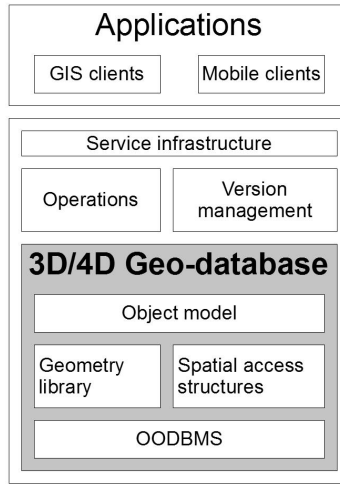 Applications
GIS clients
Mobile clients
Service infrastructure
Operations
Version
management
3D/4D Geo-database
Object model
Geometry
library
Spatial access
structures
OODBMS